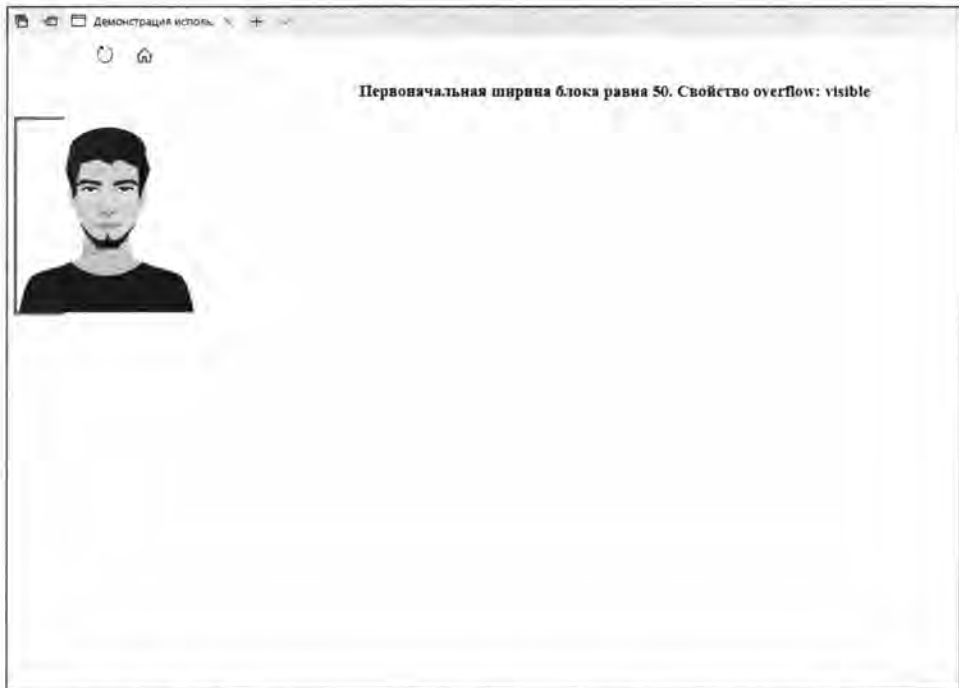 Демонстрация исполь.
Первоначальная ширина блока равна 50. Свойство overflow: visible